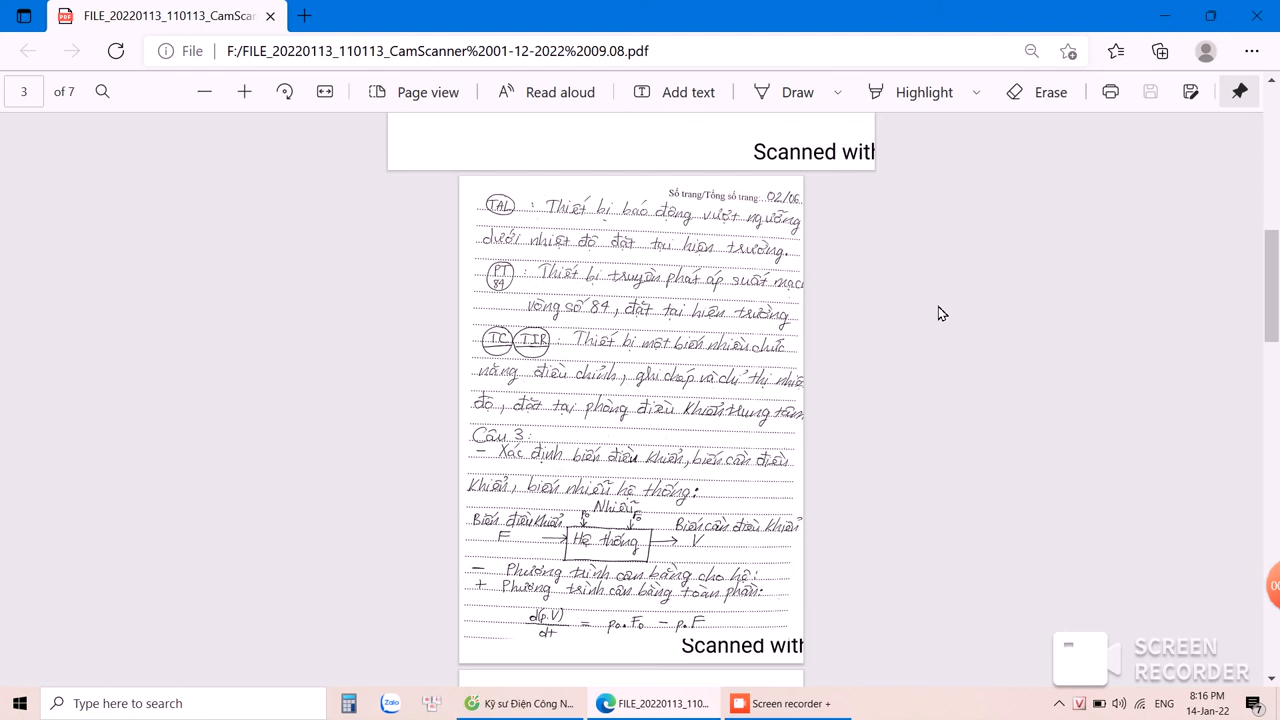 FILE_20220113_110113_CamScan
File
F:/FILE_20220113_110113_CamScanner%2001-12-2022%2009.08.pdf
3 of 7
Page view
Read aloud
Add text
Draw
Highlight
Erase
Scanned with
Số trang/Tổng số trang: 02/06
TAL : Thiết bị báo động vượt ngưỡng
dưới nhiệt độ đặt tại hiện trường.
PT 84 : Thiết bị truyền phát áp suất mạch
vòng số 84, đặt tại hiện trường
TC TIR : Thiết bị một biến nhiều chức
năng điều chỉnh, ghi chép và chỉ thị nhiệ
độ, đặt tại phòng điều khiển trung tâm
Câu 3:
- Xác định biến điều khiển, biến cần điều
khiển, biến nhiễu hệ thống:
Nhiễu
Biến điều khiển
Biến cần điều khiển
F
Hệ thống
V
- Phương trình cân bằng cho hệ:
+ Phương trình cân bằng toàn phần:
d(ρ.V)/dt = ρ₀.F₀ - ρ.F
Scanned with
SCREEN
RECORDER
Type here to search
Zalo
Kỹ sư Điện Công N...
FILE_20220113_110...
Screen recorder +
V
ENG
8:16 PM
14-Jan-22
7